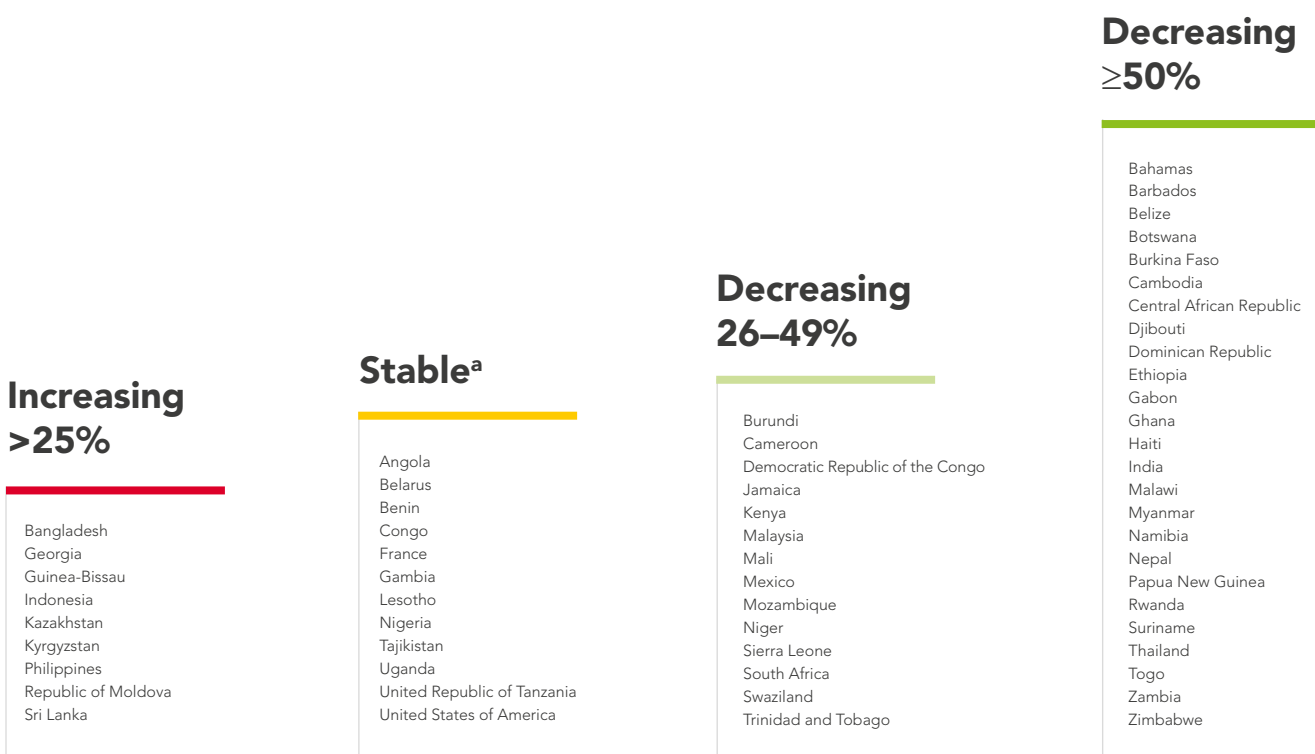 Increasing
>25%
Bangladesh
Georgia
Guinea-Bissau
Indonesia
Kazakhstan
Kyrgyzstan
Philippines
Republic of Moldova
Sri Lanka
Stableᵃ
Angola
Belarus
Benin
Congo
France
Gambia
Lesotho
Nigeria
Tajikistan
Uganda
United Republic of Tanzania
United States of America
Decreasing
26–49%
Burundi
Cameroon
Democratic Republic of the Congo
Jamaica
Kenya
Malaysia
Mali
Mexico
Mozambique
Niger
Sierra Leone
South Africa
Swaziland
Trinidad and Tobago
Decreasing
≥50%
Bahamas
Barbados
Belize
Botswana
Burkina Faso
Cambodia
Central African Republic
Djibouti
Dominican Republic
Ethiopia
Gabon
Ghana
Haiti
India
Malawi
Myanmar
Namibia
Nepal
Papua New Guinea
Rwanda
Suriname
Thailand
Togo
Zambia
Zimbabwe